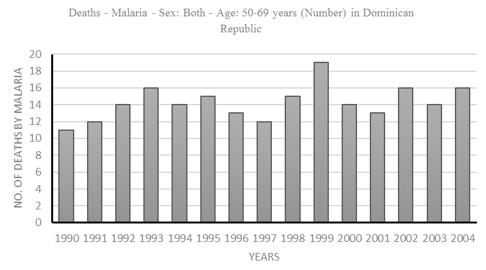 Deaths - Malaria - Sex: Both - Age: 50-69 years (Number) in Dominican
Republic
NO. OF DEATHS BY MALARIA
20
18
16
14
12
10
8
6
4
2
0
1990 1991 1992 1993 1994 1995 1996 1997 1998 1999 2000 2001 2002 2003 2004
YEARS